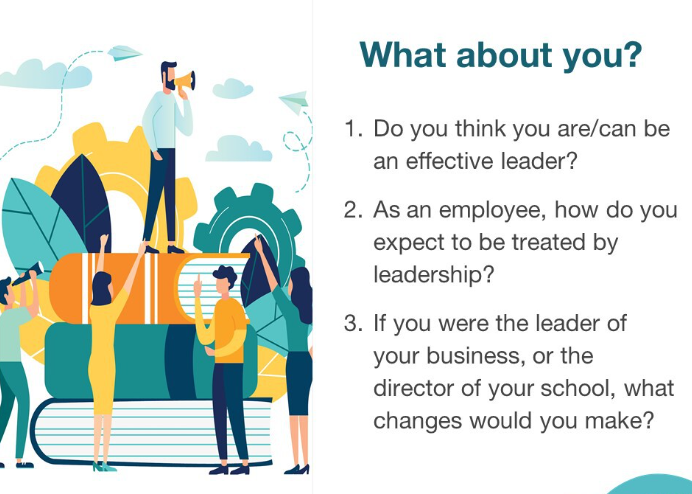 What about you?
1. Do you think you are/can be
an effective leader?
2. As an employee, how do you
expect to be treated by
leadership?
3. If you were the leader of
your business, or the
director of your school, what
changes would you make?